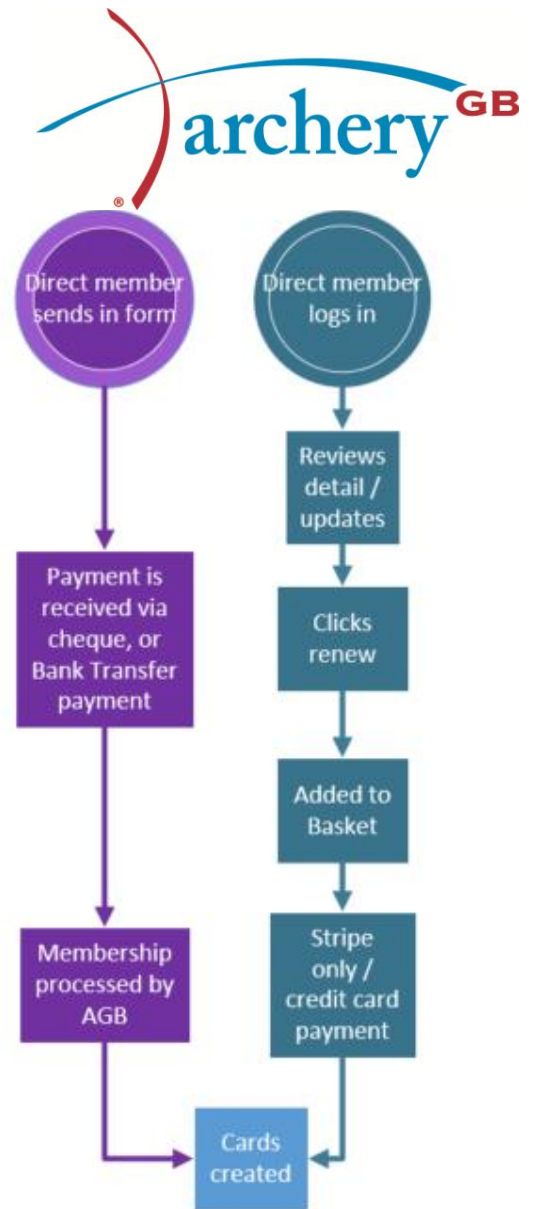 archery GB
®
Direct member
sends in form
Payment is
received via
cheque, or
Bank Transfer
payment
Membership
processed by
AGB
Direct member
logs in
Reviews
detail /
updates
Clicks
renew
Added to
Basket
Stripe
only /
credit card
payment
Cards
created